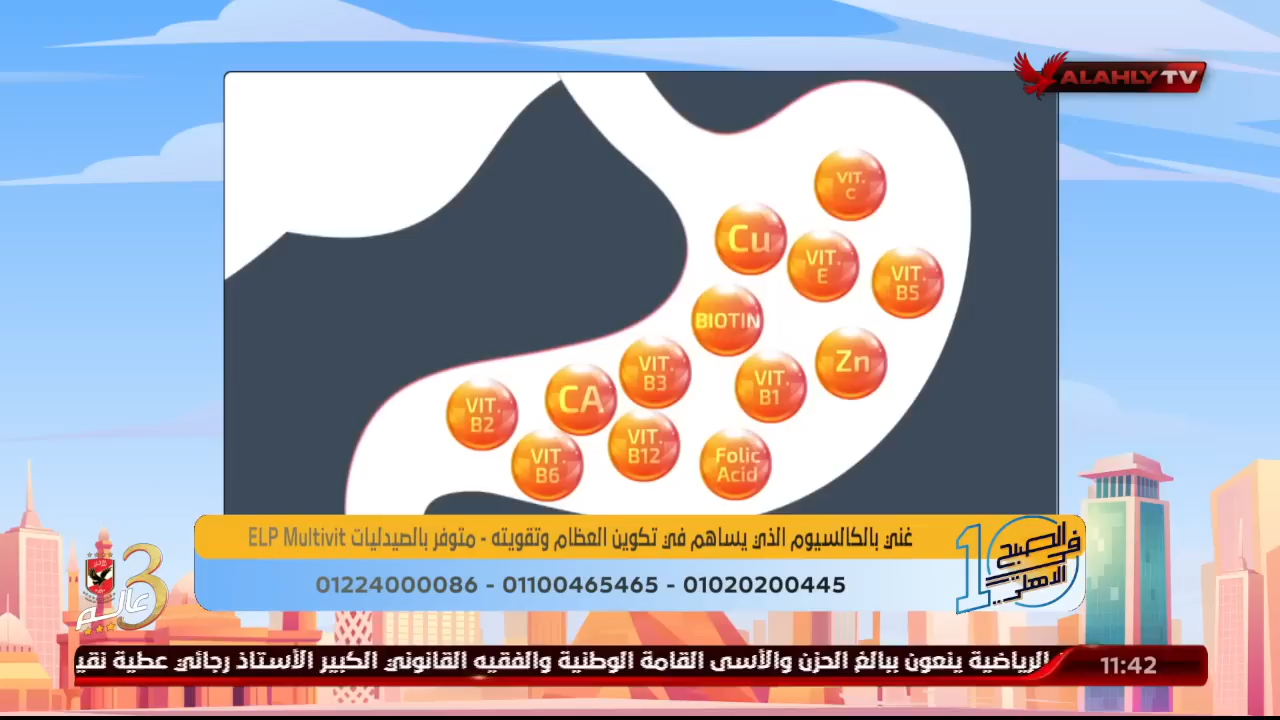 ALAHLY TV
VIT.
C
Cu
VIT.
E
VIT.
B5
BIOTIN
Zn
VIT.
B3
VIT.
B1
CA
VIT.
B2
VIT.
B12
VIT.
B6
Folic
Acid
غني بالكالسيوم الذي يساهم في تكوين العظام وتقويته - متوفر بالصيدليات ELP Multivit
01224000086 - 01100465465 - 01020200445
10
الصبح
في
الأهلي
3
عالم
الرياضية ينعون ببالغ الحزن والأسى القامة الوطنية والفقيه القانوني الكبير الأستاذ رجائي عطية نقي
11:42